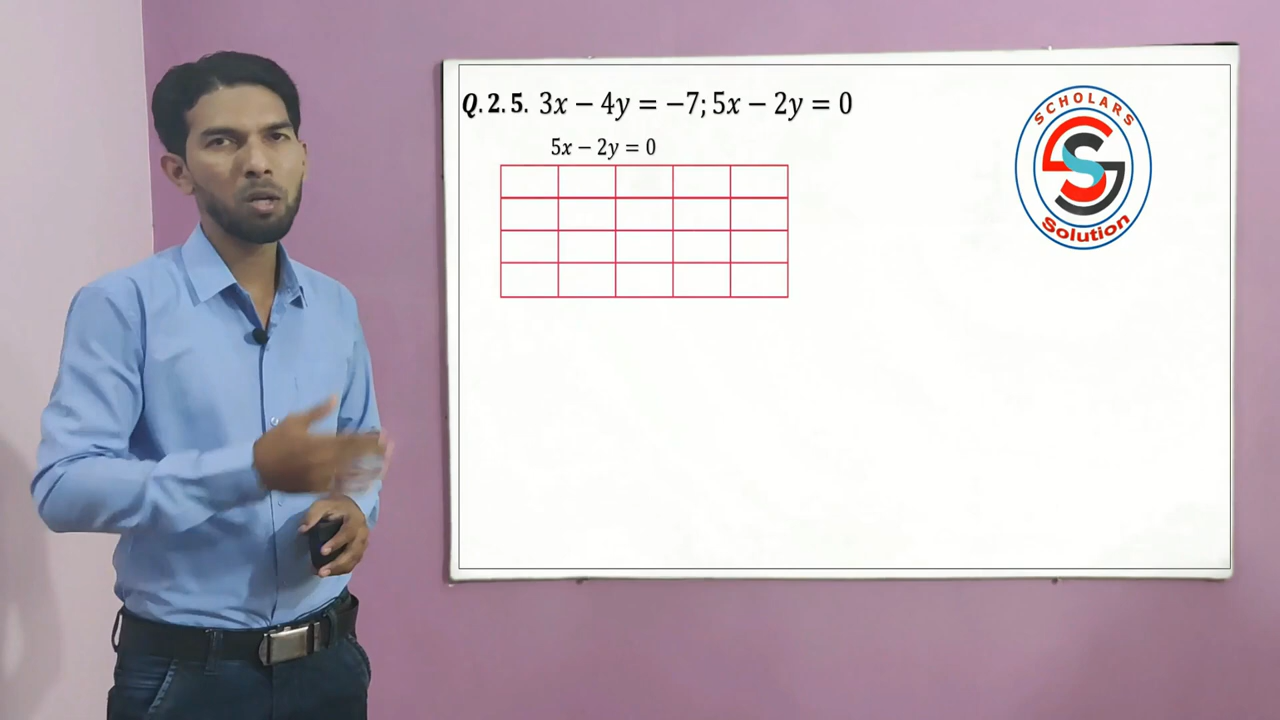 Q.2.5. 3x − 4y = −7; 5x − 2y = 0
5x − 2y = 0
SCHOLARS
Solution